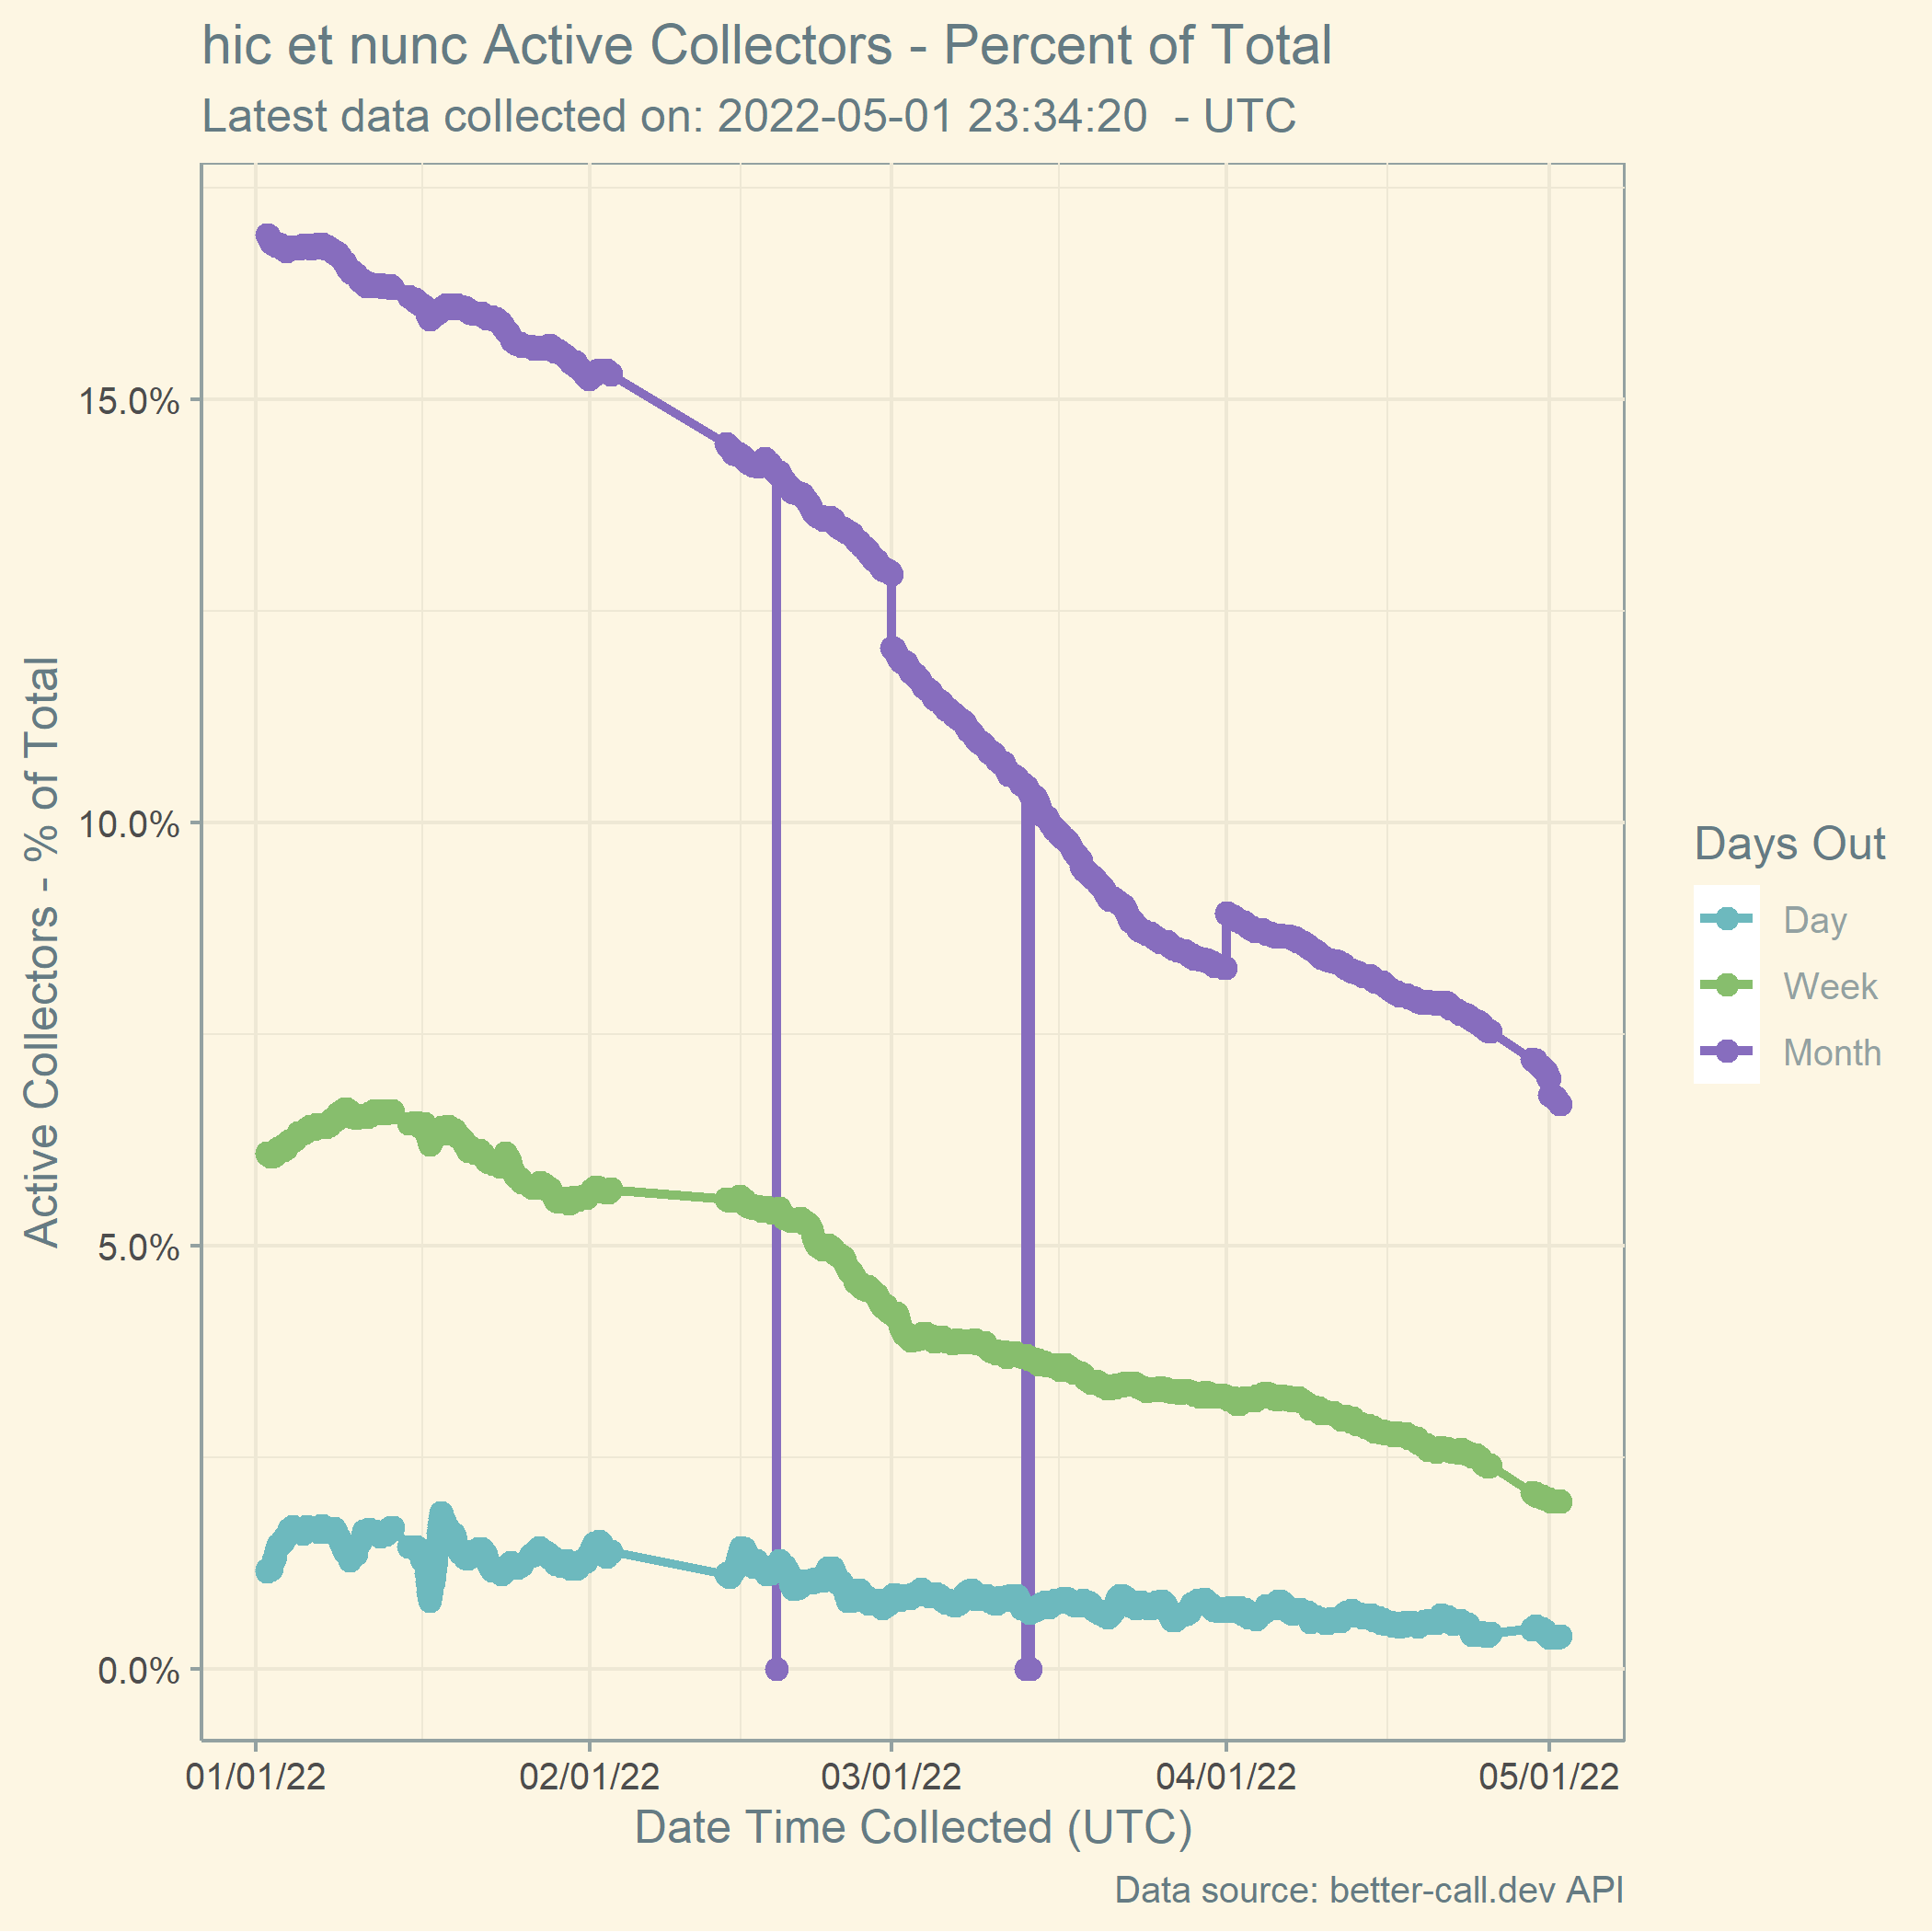 hic et nunc Active Collectors - Percent of Total
Latest data collected on: 2022-05-01 23:34:20  - UTC
Active Collectors - % of Total
15.0%
10.0%
5.0%
0.0%
01/01/22
02/01/22
03/01/22
04/01/22
05/01/22
Date Time Collected (UTC)
Days Out
Day
Week
Month
Data source: better-call.dev API